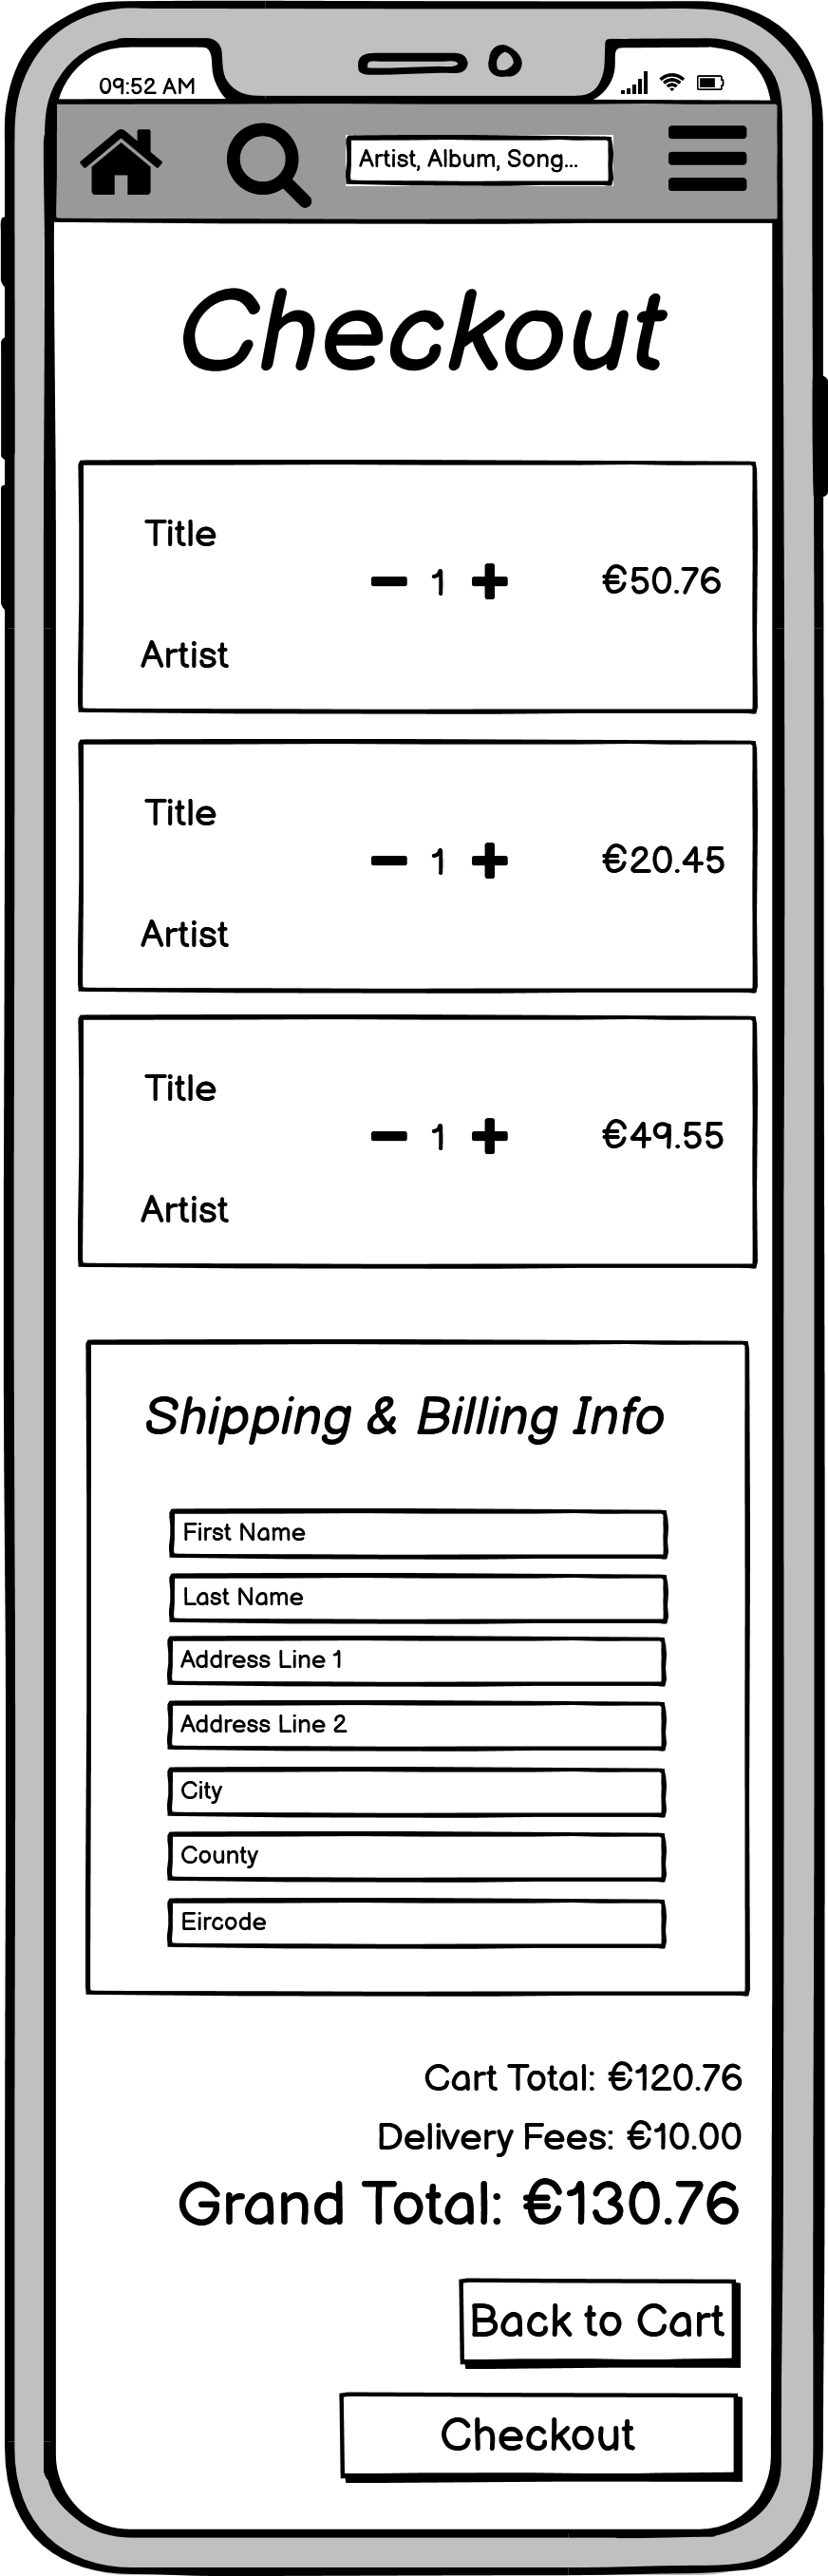 09:52 AM
Artist, Album, Song...
Checkout
Title
1
€50.76
Artist
Title
1
€20.45
Artist
Title
1
€49.55
Artist
Shipping & Billing Info
First Name
Last Name
Address Line 1
Address Line 2
City
County
Eircode
Cart Total: €120.76
Delivery Fees: €10.00
Grand Total: €130.76
Back to Cart
Checkout